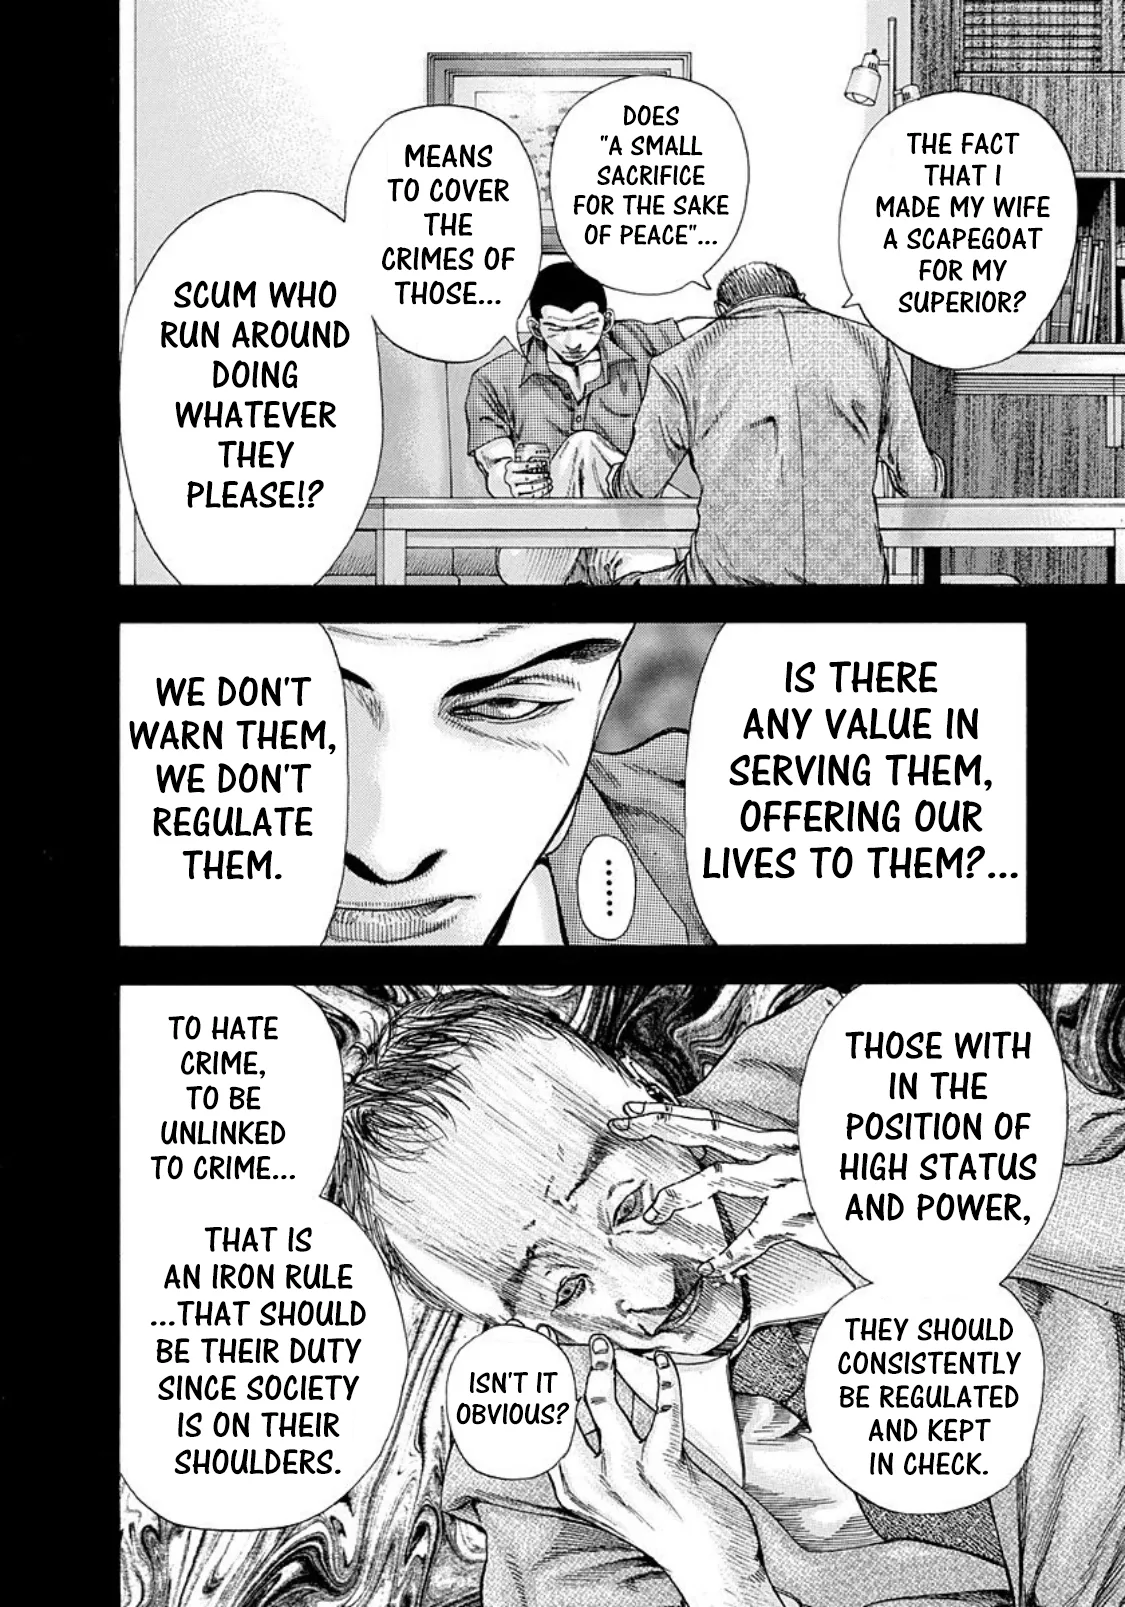 THE FACT
THAT I
MADE MY WIFE
A SCAPEGOAT
FOR MY
SUPERIOR?
DOES
"A SMALL
SACRIFICE
FOR THE SAKE
OF PEACE"...
MEANS
TO COVER
THE
CRIMES OF
THOSE...
SCUM WHO
RUN AROUND
DOING
WHATEVER
THEY
PLEASE!?
IS THERE
ANY VALUE IN
SERVING THEM,
OFFERING OUR
LIVES TO THEM?...
......
WE DON'T
WARN THEM,
WE DON'T
REGULATE
THEM.
THOSE WITH
IN THE
POSITION OF
HIGH STATUS
AND POWER,
THEY SHOULD
CONSISTENTLY
BE REGULATED
AND KEPT
IN CHECK.
ISN'T IT
OBVIOUS?
TO HATE
CRIME,
TO BE
UNLINKED
TO CRIME...
THAT IS
AN IRON RULE
...THAT SHOULD
BE THEIR DUTY
SINCE SOCIETY
IS ON THEIR
SHOULDERS.